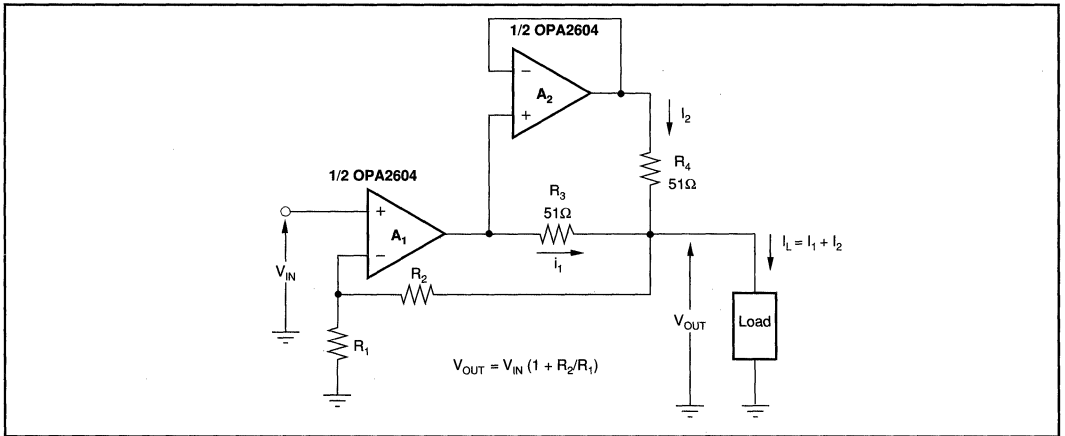 1/2 OPA2604
−
A2
+
I2
R4
51Ω
1/2 OPA2604
+
A1
−
R3
51Ω
i1
IL = I1 + I2
VIN
R2
R1
VOUT
Load
VOUT = VIN (1 + R2/R1)